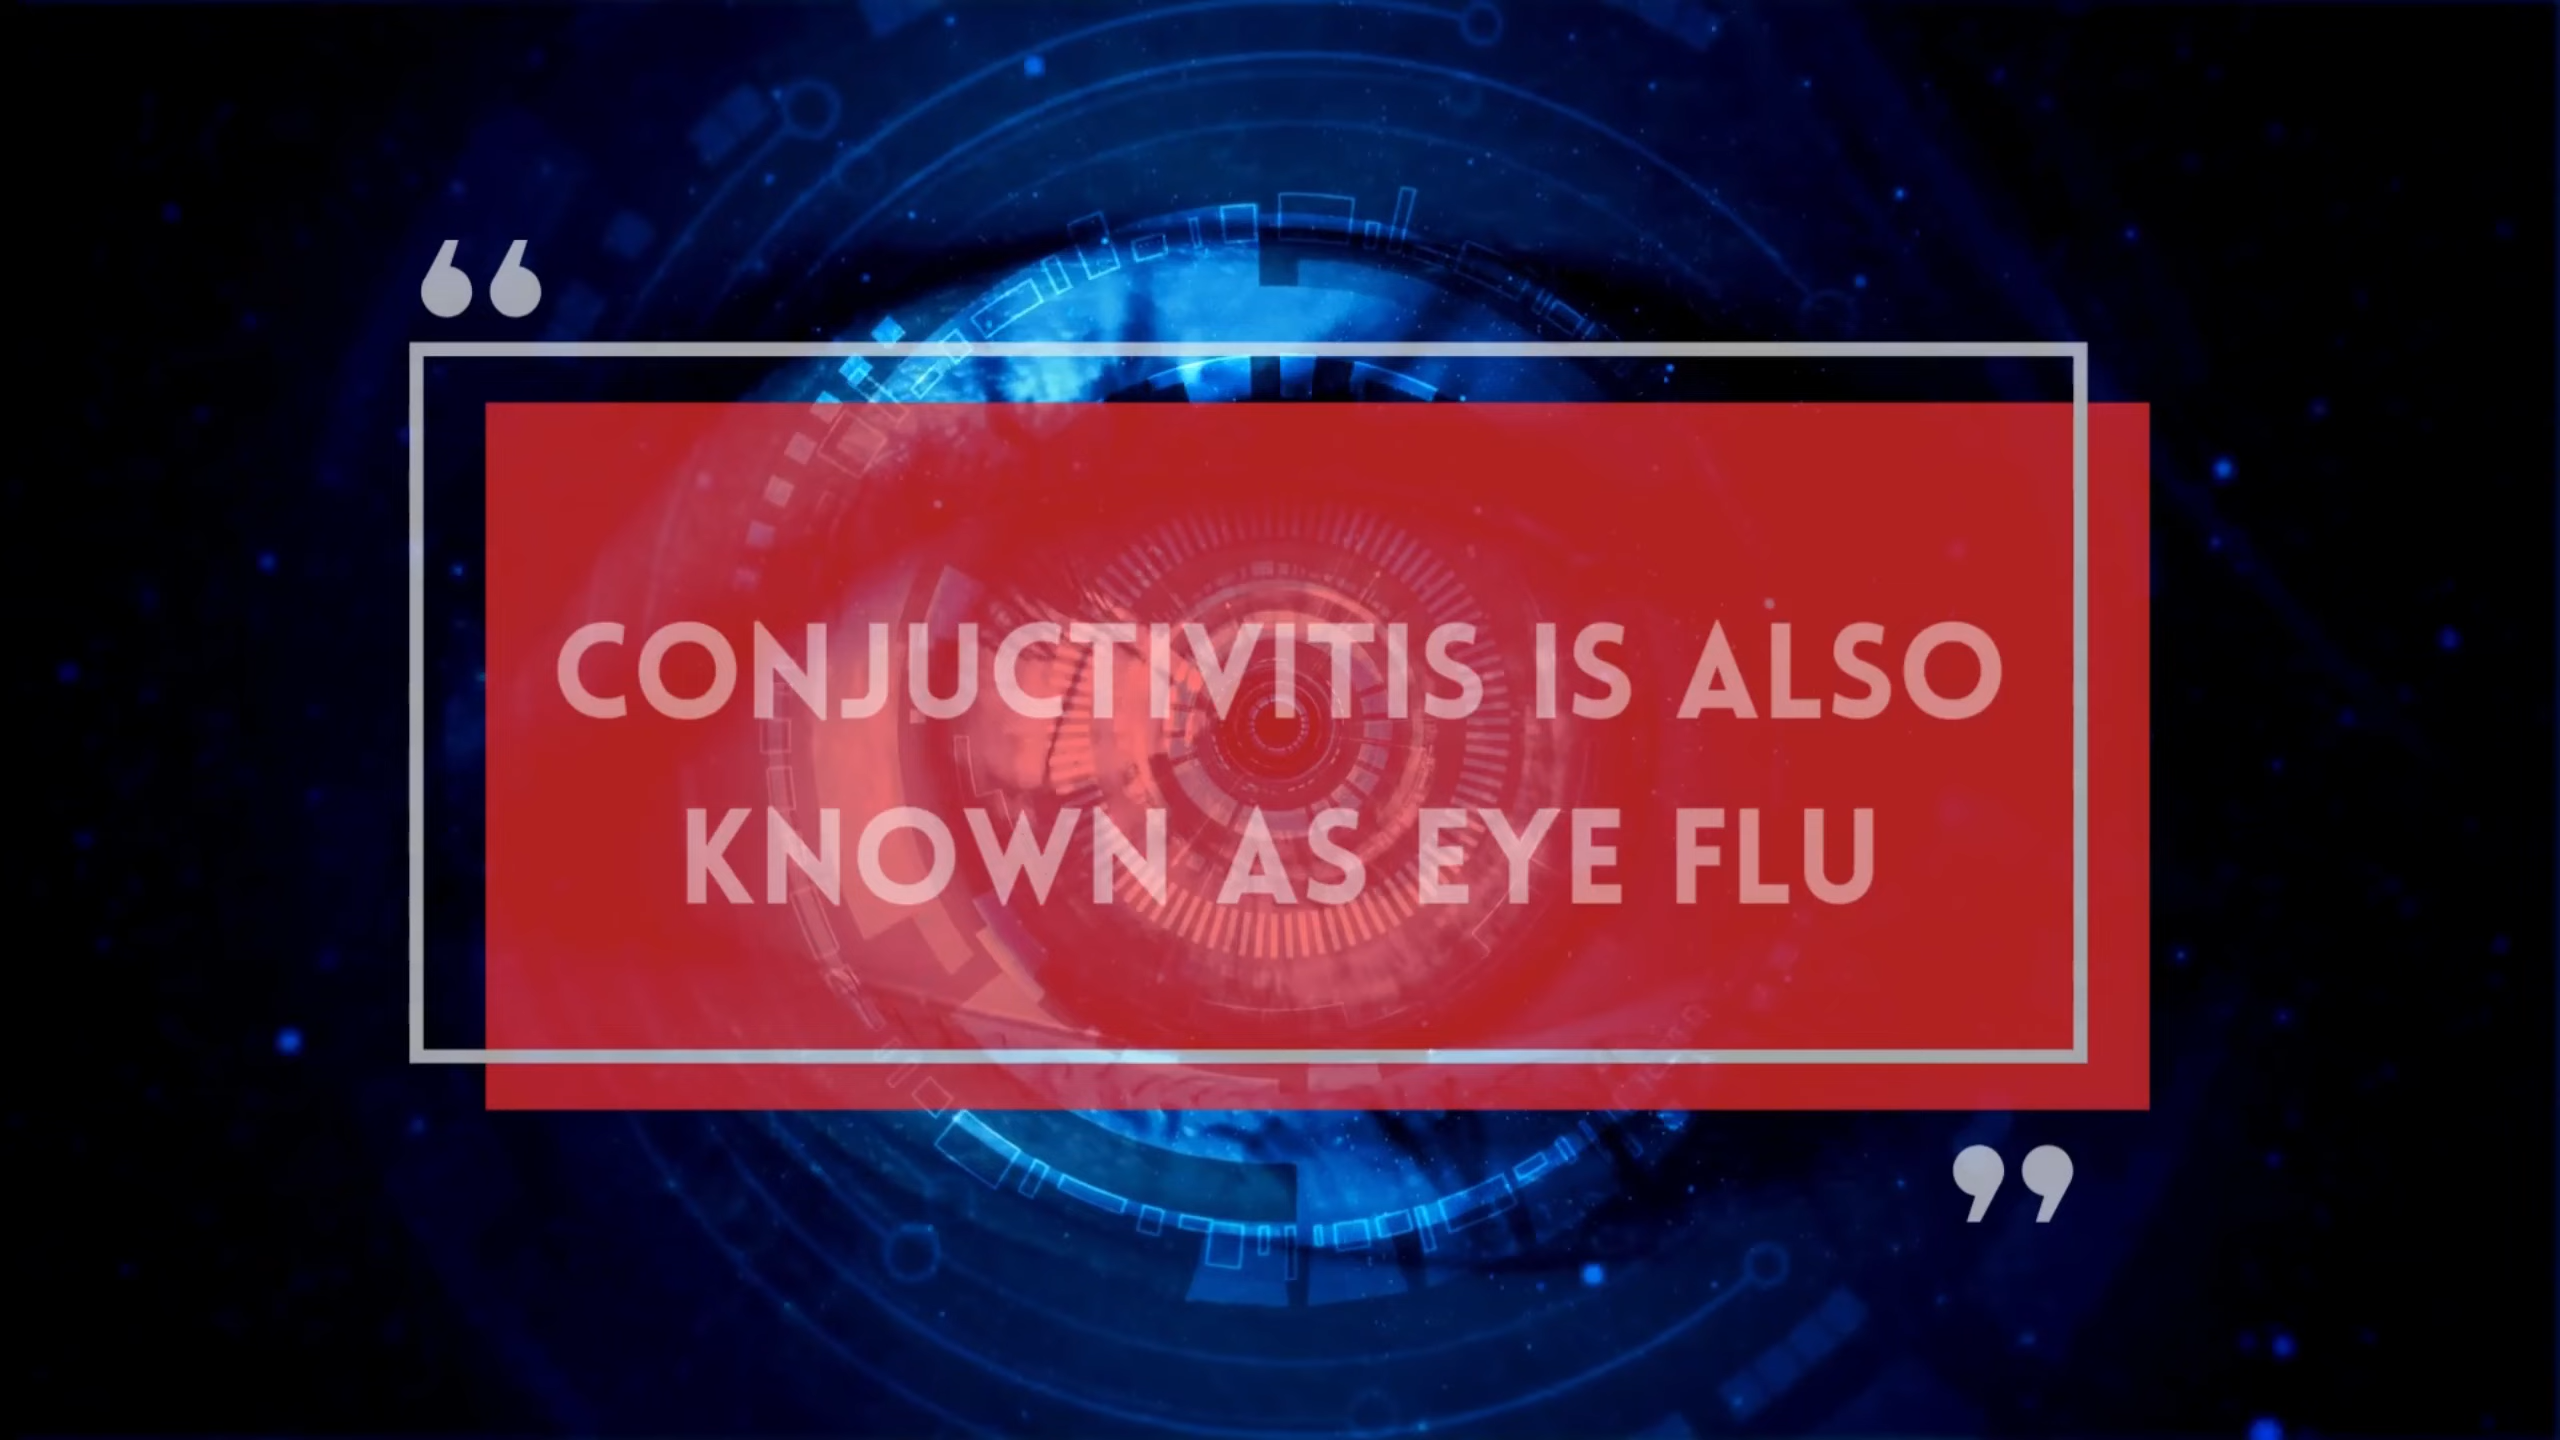 “
CONJUCTIVITIS IS ALSO
KNOWN AS EYE FLU
”